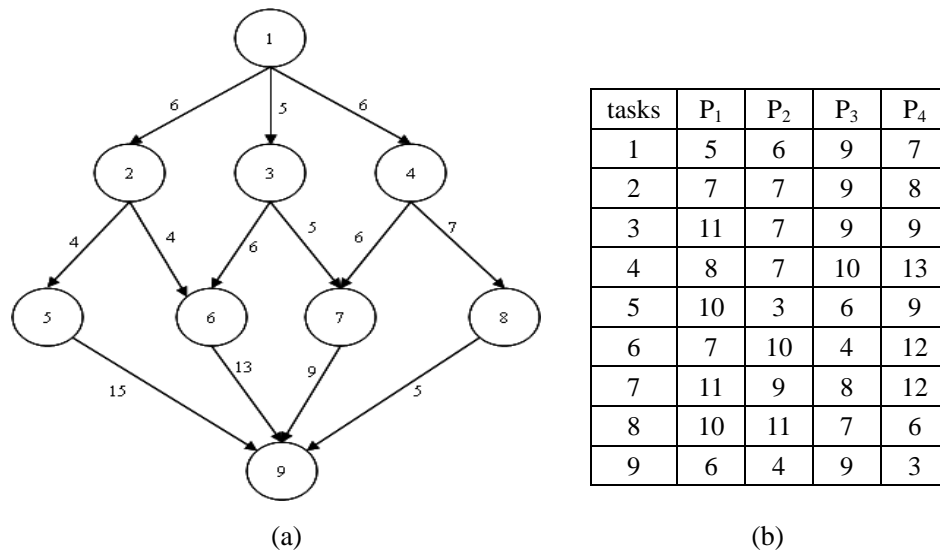 1
6 5 6
2 3 4
4 4 6 5 6 7
5 6 7 8
15 13 9 5
9
(a)
tasks P₁ P₂ P₃ P₄
1 5 6 9 7
2 7 7 9 8
3 11 7 9 9
4 8 7 10 13
5 10 3 6 9
6 7 10 4 12
7 11 9 8 12
8 10 11 7 6
9 6 4 9 3
(b)